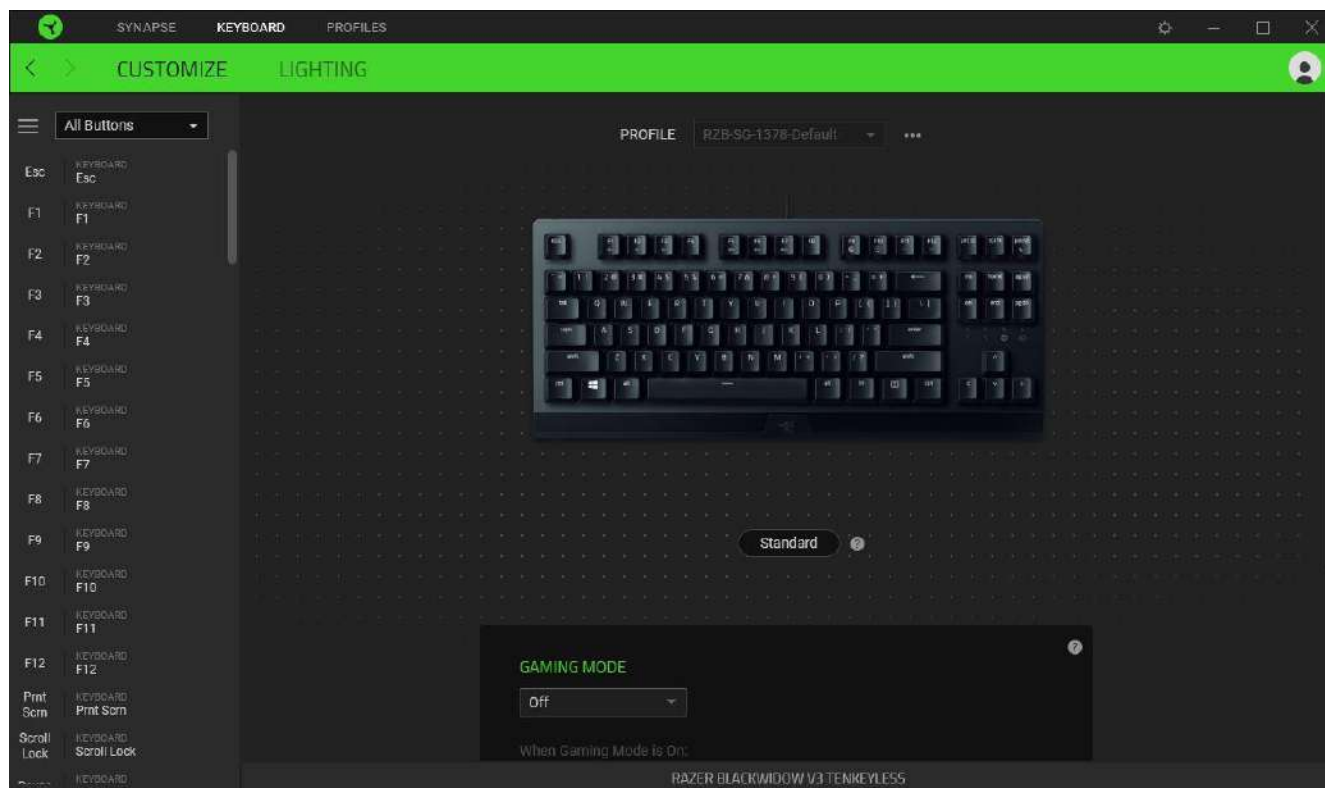 SYNAPSE KEYBOARD PROFILES
CUSTOMIZE LIGHTING
All Buttons
PROFILE RZB-SG-1378-Default
Esc KEYBOARD
Esc
F1 KEYBOARD
F1
F2 KEYBOARD
F2
F3 KEYBOARD
F3
F4 KEYBOARD
F4
F5 KEYBOARD
F5
F6 KEYBOARD
F6
F7 KEYBOARD
F7
F8 KEYBOARD
F8
F9 KEYBOARD
F9
Standard
F10 KEYBOARD
F10
F11 KEYBOARD
F11
F12 KEYBOARD
F12
GAMING MODE
Off
Prnt Scrn KEYBOARD
Prnt Scrn
Scroll Lock KEYBOARD
Scroll Lock
When Gaming Mode is On:
KEYBOARD
RAZER BLACKWIDOW V3 TENKEYLESS